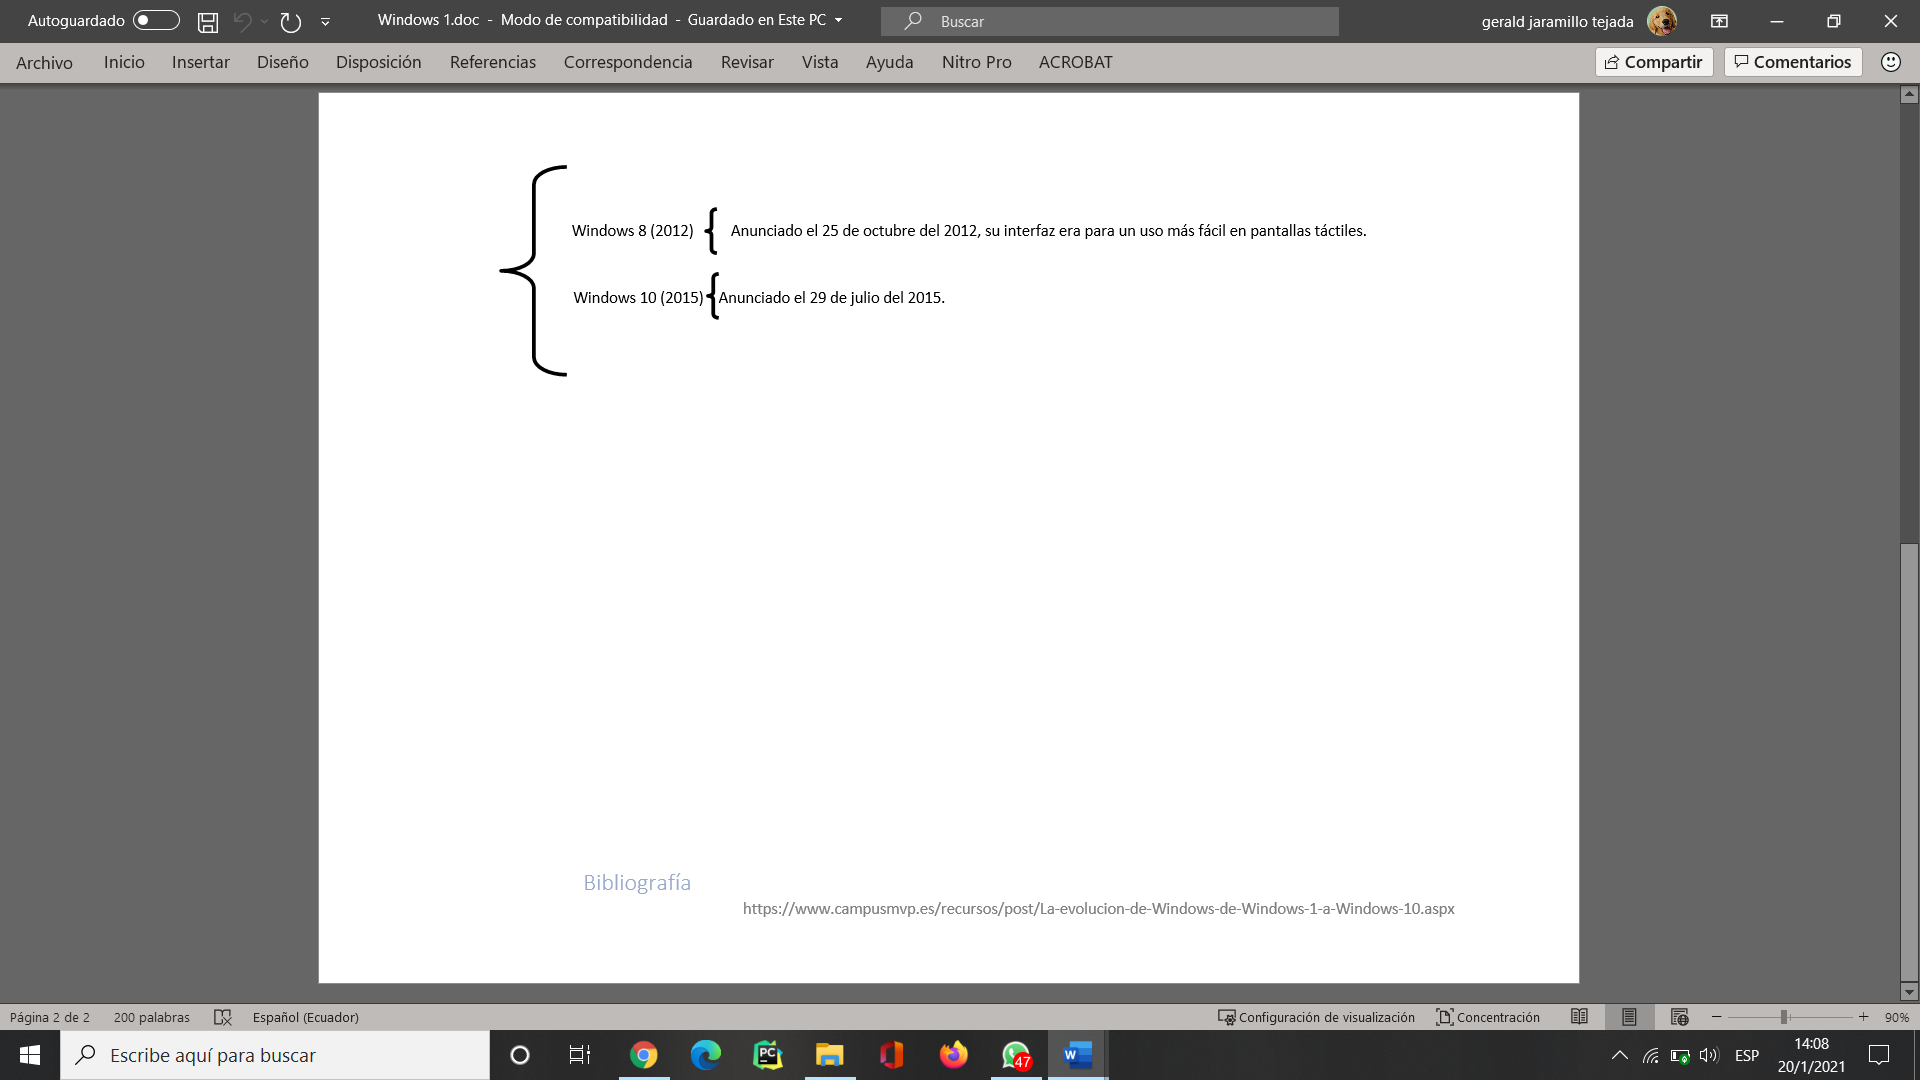 Autoguardado
Windows 1.doc - Modo de compatibilidad - Guardado en Este PC
Buscar
gerald jaramillo tejada
Archivo Inicio Insertar Diseño Disposición Referencias Correspondencia Revisar Vista Ayuda Nitro Pro ACROBAT Compartir Comentarios
Windows 8 (2012) Anunciado el 25 de octubre del 2012, su interfaz era para un uso más fácil en pantallas táctiles.
Windows 10 (2015) Anunciado el 29 de julio del 2015.
Bibliografía
https://www.campusmvp.es/recursos/post/La-evolucion-de-Windows-de-Windows-1-a-Windows-10.aspx
Página 2 de 2 200 palabras Español (Ecuador) Configuración de visualización Concentración 90%
Escribe aquí para buscar
PC
47
W
ESP
14:08
20/1/2021